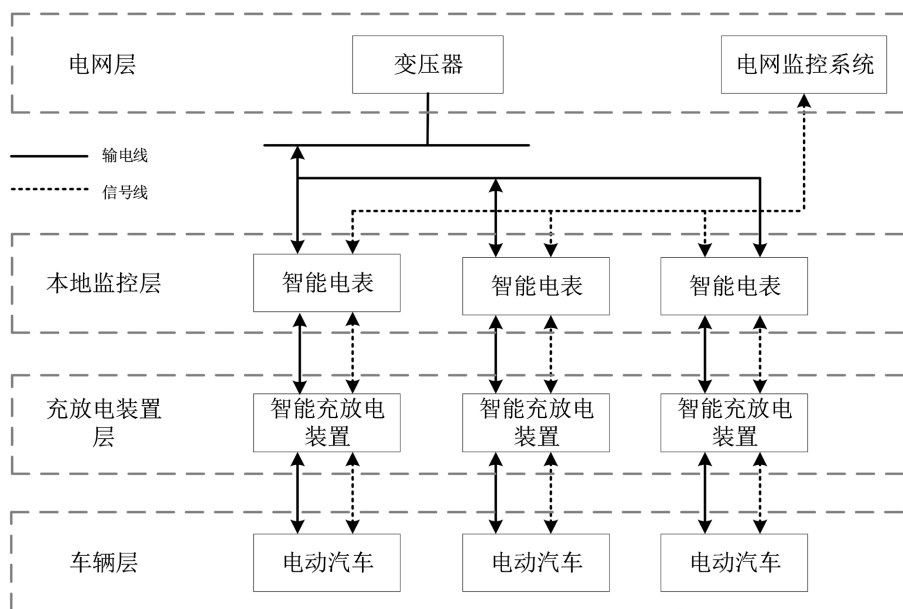 电网层
变压器
电网监控系统
输电线
信号线
本地监控层
智能电表
智能电表
智能电表
充放电装置
层
智能充放电
装置
智能充放电
装置
智能充放电
装置
车辆层
电动汽车
电动汽车
电动汽车